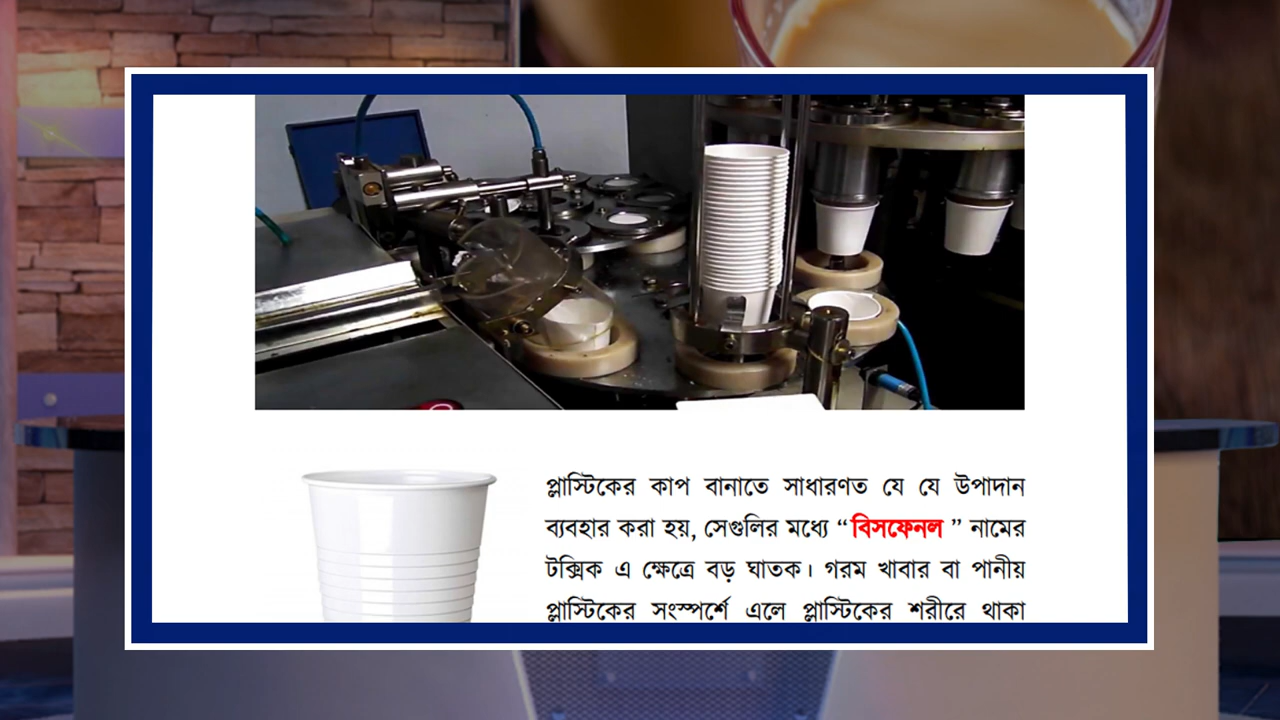 প্লাস্টিকের কাপ বানাতে সাধারণত যে যে উপাদান
ব্যবহার করা হয়, সেগুলির মধ্যে “বিসফেনল ” নামের
টক্সিক এ ক্ষেত্রে বড় ঘাতক। গরম খাবার বা পানীয়
প্লাস্টিকের সংস্পর্শে এলে প্লাস্টিকের শরীরে থাকা